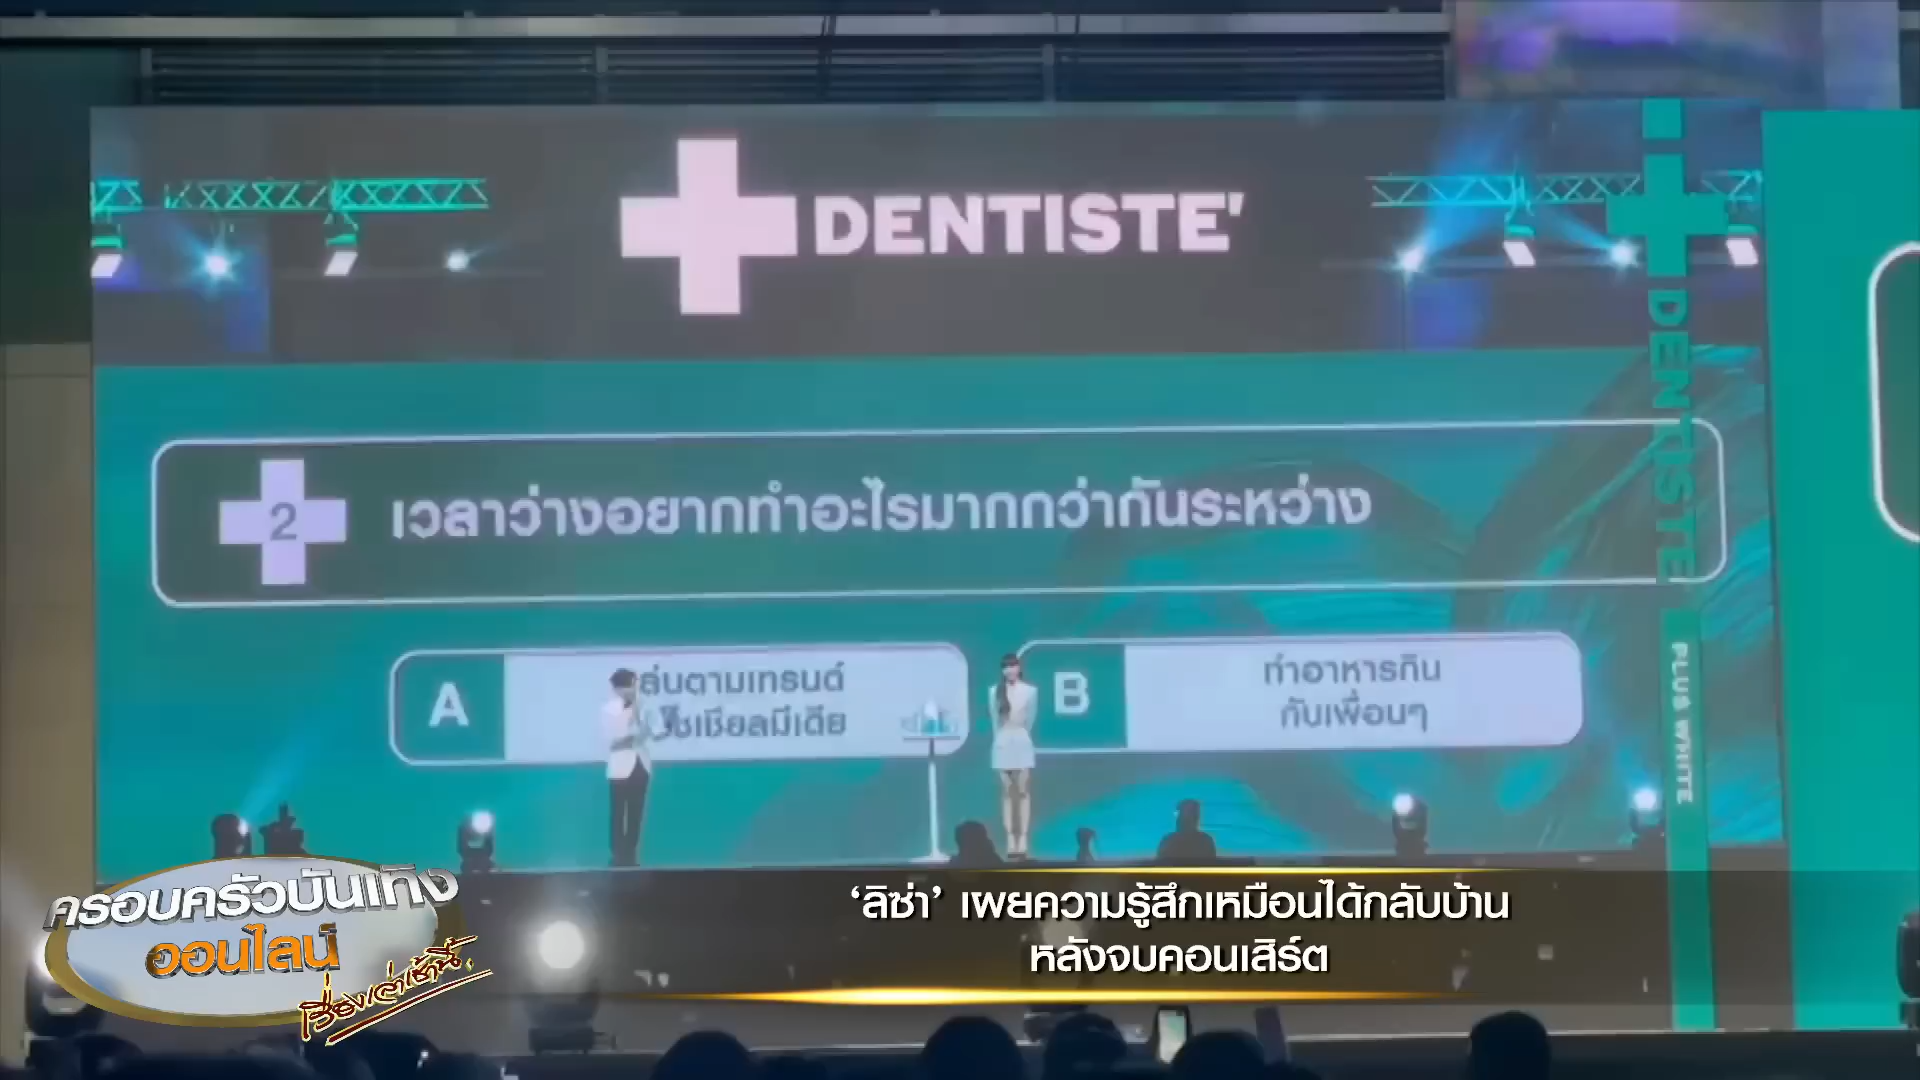 DENTISTE'
DENTISTE
PLUS WHITE
2
เวลาว่างอยากทำอะไรมากกว่ากันระหว่าง
A
ล่นตามเทรนด์
โซเชียลมีเดีย
B
ทำอาหารกิน
กับเพื่อนๆ
ครอบครัวบันเทิง
ออนไลน์
เรื่องเล่าเช้านี้
‘ลิซ่า’ เผยความรู้สึกเหมือนได้กลับบ้าน
หลังจบคอนเสิร์ต